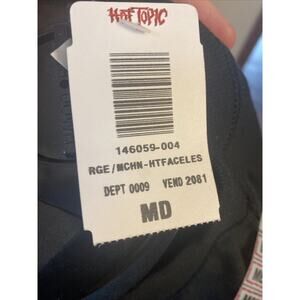 HOT TOPIC
146059-004
RGE/MCHN-HTFACELES
DEPT 0009 VEND 2081
MD